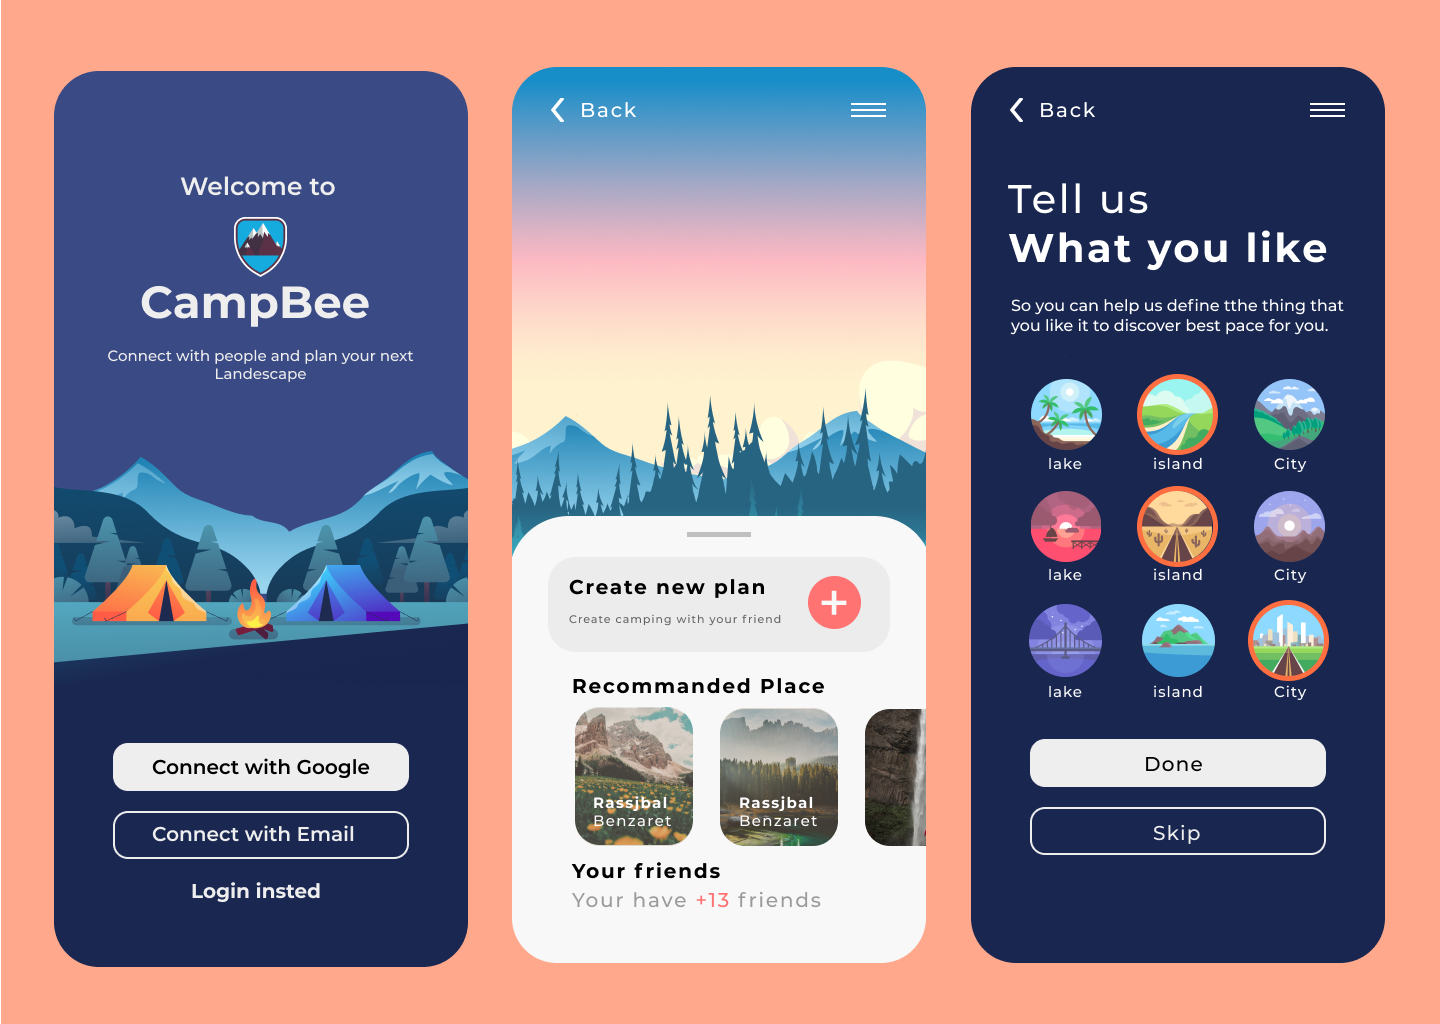 Welcome to
CampBee
Connect with people and plan your next
Landescape
Connect with Google
Connect with Email
Login insted
Back
Create new plan
Create camping with your friend
Recommanded Place
Rassjbal
Benzaret
Rassjbal
Benzaret
Your friends
Your have +13 friends
Back
Tell us
What you like
So you can help us define tthe thing that
you like it to discover best pace for you.
lake
island
City
lake
island
City
lake
island
City
Done
Skip